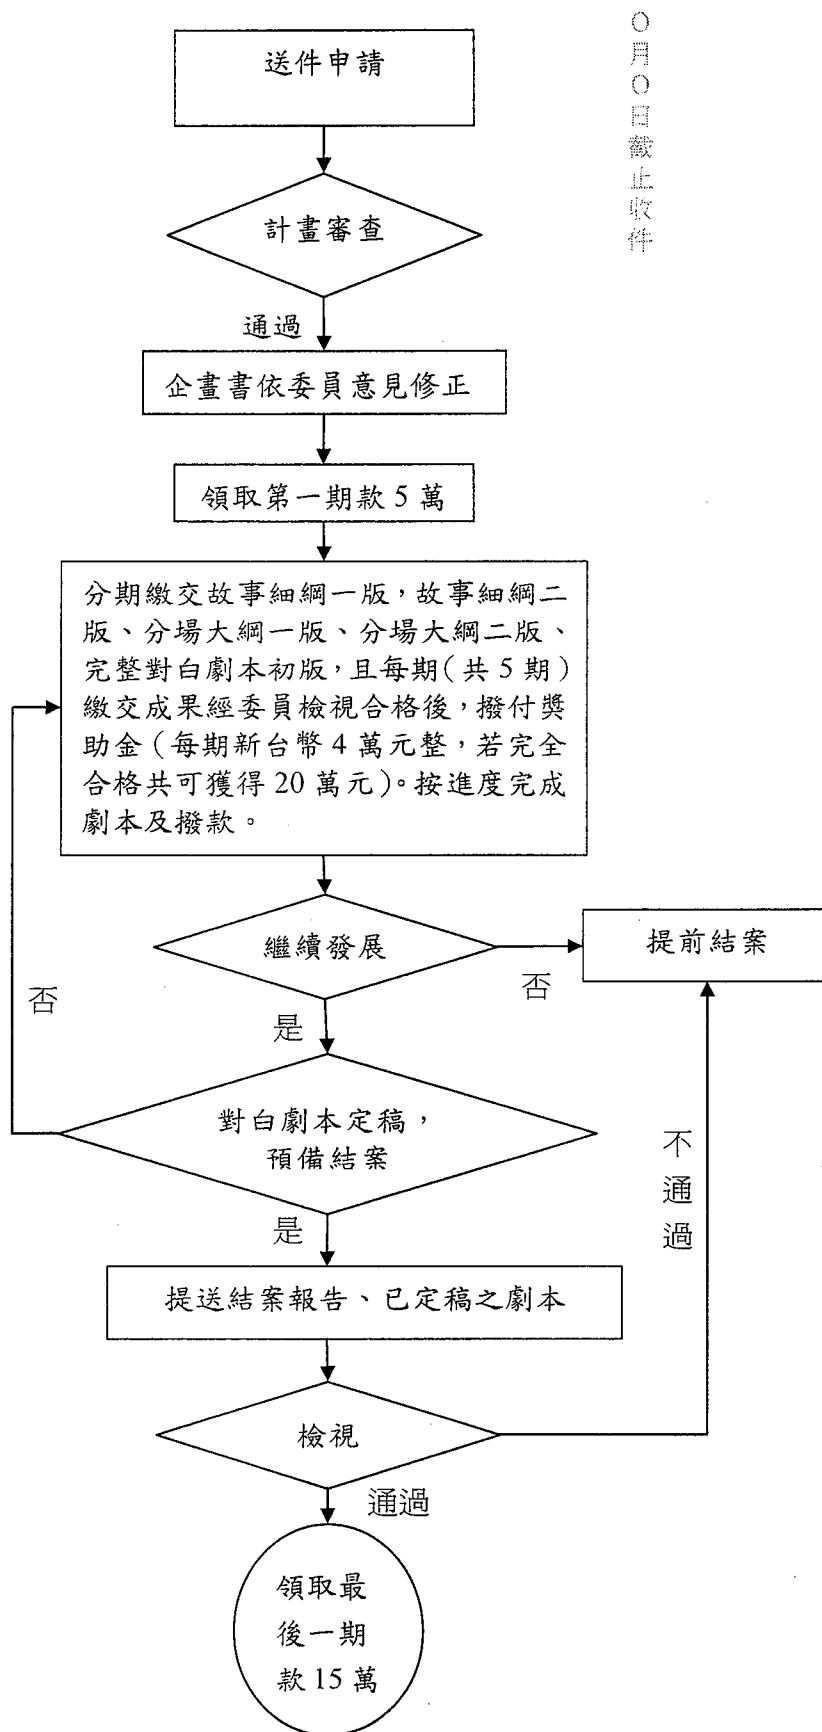 送件申請
〇月〇日截止收件
計畫審查
通過
企畫書依委員意見修正
領取第一期款 5 萬
分期繳交故事細綱一版，故事細綱二
版、分場大綱一版、分場大綱二版、
完整對白劇本初版，且每期（共 5 期）
繳交成果經委員檢視合格後，撥付獎
助金（每期新台幣 4 萬元整，若完全
合格共可獲得 20 萬元）。按進度完成
劇本及撥款。
繼續發展
否
提前結案
否
是
對白劇本定稿，
預備結案
不通過
是
提送結案報告、已定稿之劇本
檢視
通過
領取最
後一期
款 15 萬